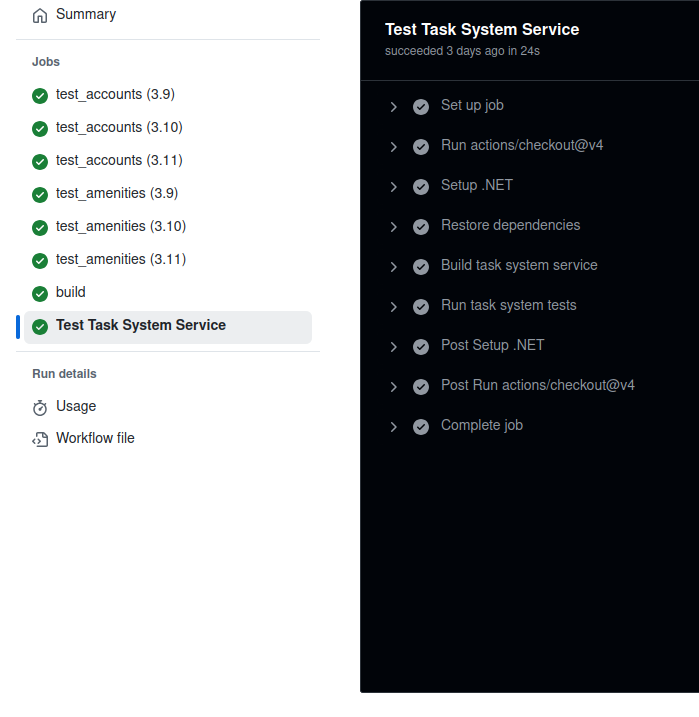 Summary
Jobs
test_accounts (3.9)
test_accounts (3.10)
test_accounts (3.11)
test_amenities (3.9)
test_amenities (3.10)
test_amenities (3.11)
build
Test Task System Service
Run details
Usage
Workflow file
Test Task System Service
succeeded 3 days ago in 24s
Set up job
Run actions/checkout@v4
Setup .NET
Restore dependencies
Build task system service
Run task system tests
Post Setup .NET
Post Run actions/checkout@v4
Complete job